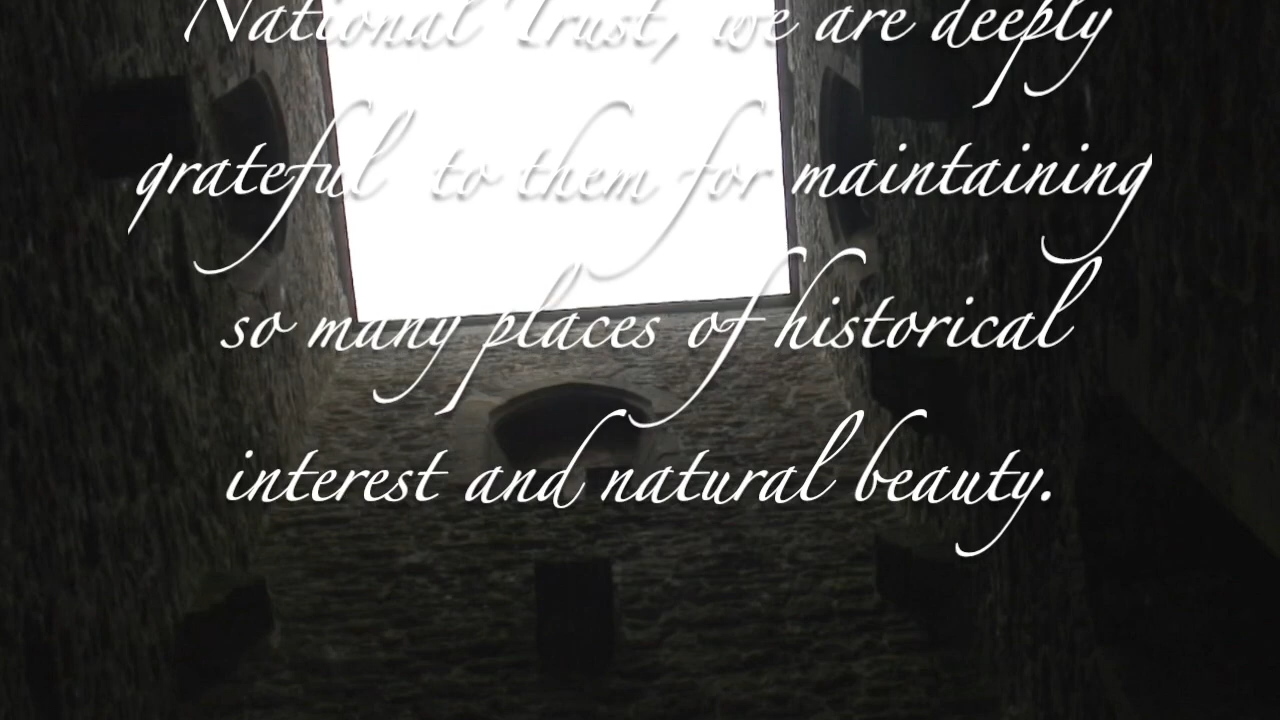 National Trust, we are deeply
grateful to them for maintaining
so many places of historical
interest and natural beauty.